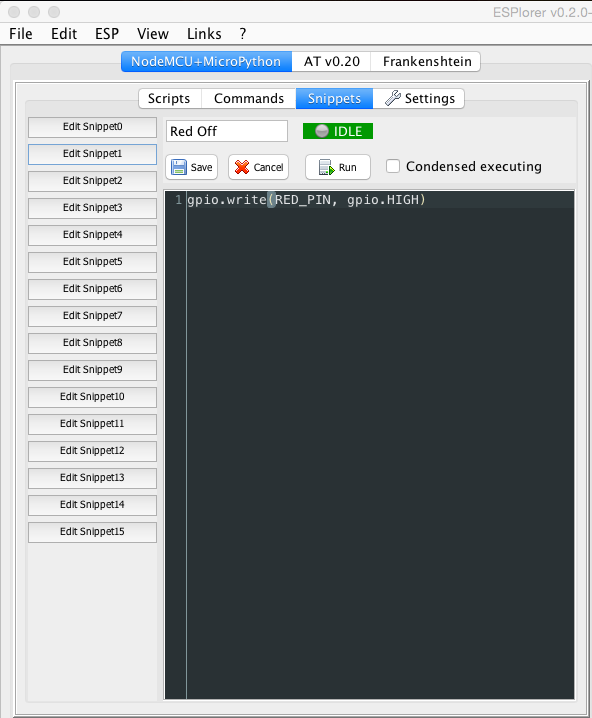 ESPlorer v0.2.0-
File Edit ESP View Links ?
NodeMCU+MicroPython AT v0.20 Frankenshtein
Scripts Commands Snippets Settings
Edit Snippet0
Edit Snippet1
Edit Snippet2
Edit Snippet3
Edit Snippet4
Edit Snippet5
Edit Snippet6
Edit Snippet7
Edit Snippet8
Edit Snippet9
Edit Snippet10
Edit Snippet11
Edit Snippet12
Edit Snippet13
Edit Snippet14
Edit Snippet15
Red Off IDLE
Save Cancel Run Condensed executing
1 gpio.write(RED_PIN, gpio.HIGH)